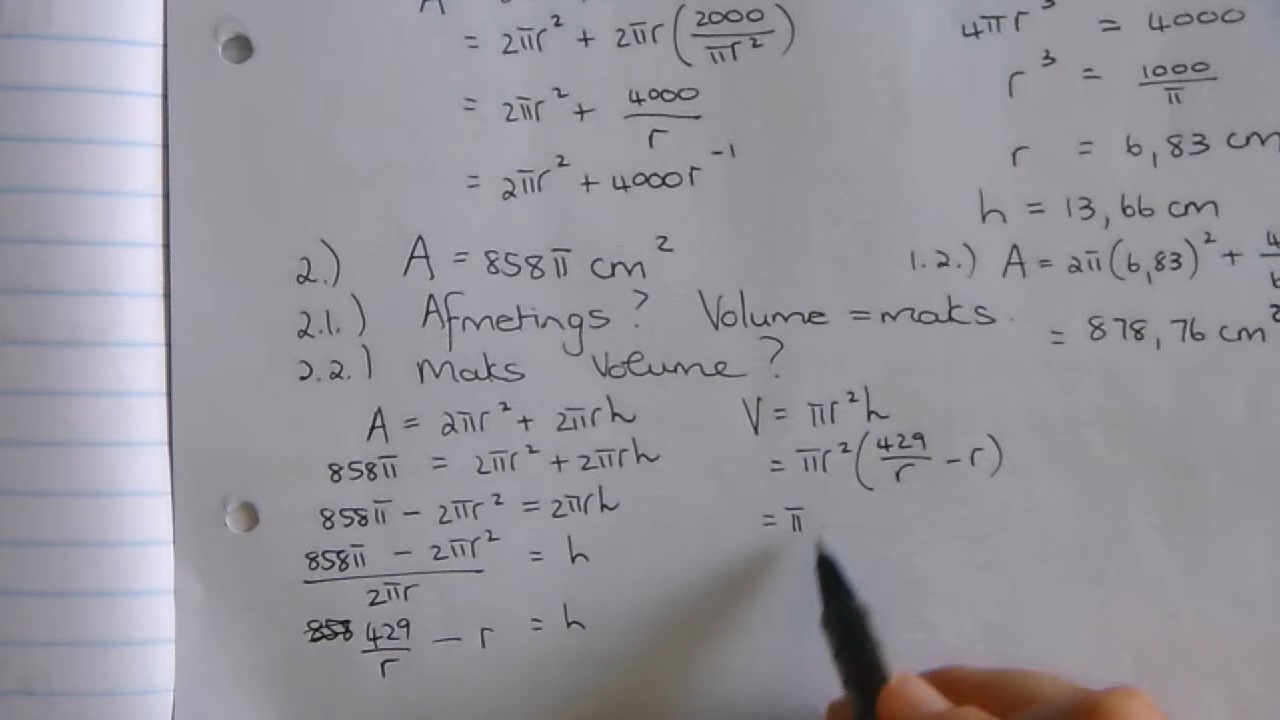 A
= 2πr² + 2πr(2000/πr²)
= 2πr² + 4000/r
= 2πr² + 4000r⁻¹
4πr³ = 4000
r³ = 1000/π
r = 6,83 cm
h = 13,66 cm
1.2.) A = 2π(6,83)² +
= 878,76 cm²
2.) A = 858π cm²
2.1.) Afmetings? Volume = maks.
2.2.) Maks Volume?
A = 2πr² + 2πrh
858π = 2πr² + 2πrh
858π − 2πr² = 2πrh
(858π − 2πr²)/2πr = h
429/r − r = h
V = πr²h
= πr²(429/r − r)
= π